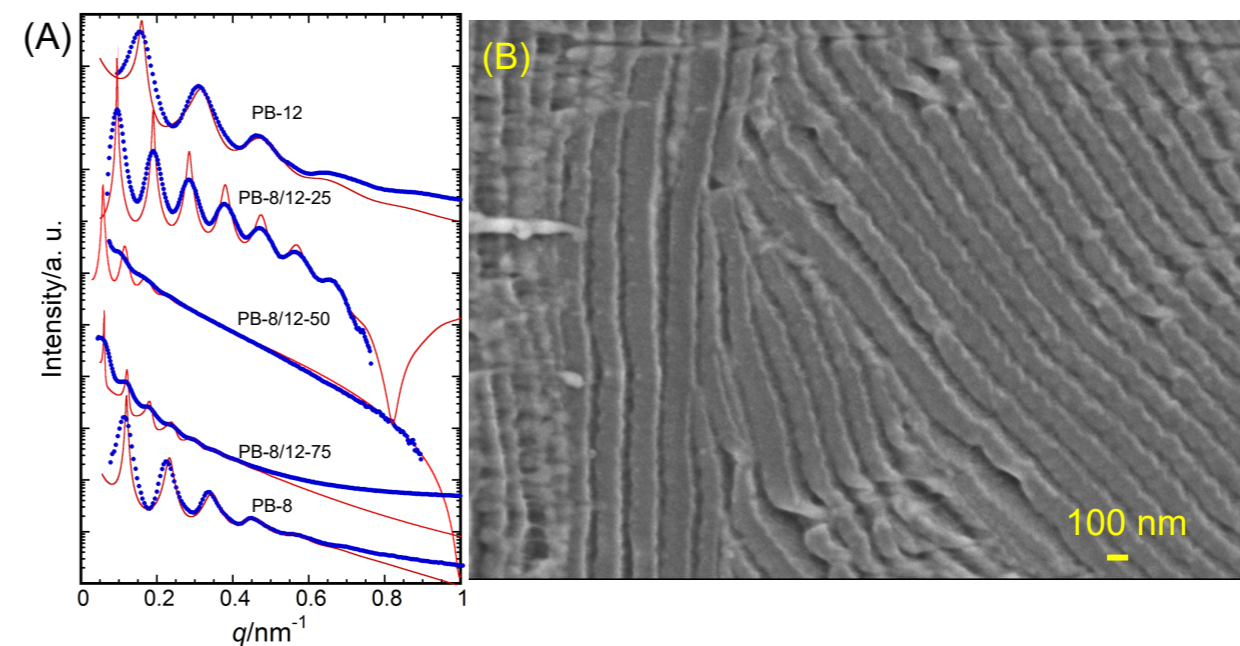 (A)
(B)
PB-12
PB-8/12-25
PB-8/12-50
PB-8/12-75
PB-8
Intensity/a. u.
0 0.2 0.4 0.6 0.8 1
q/nm⁻¹
100 nm